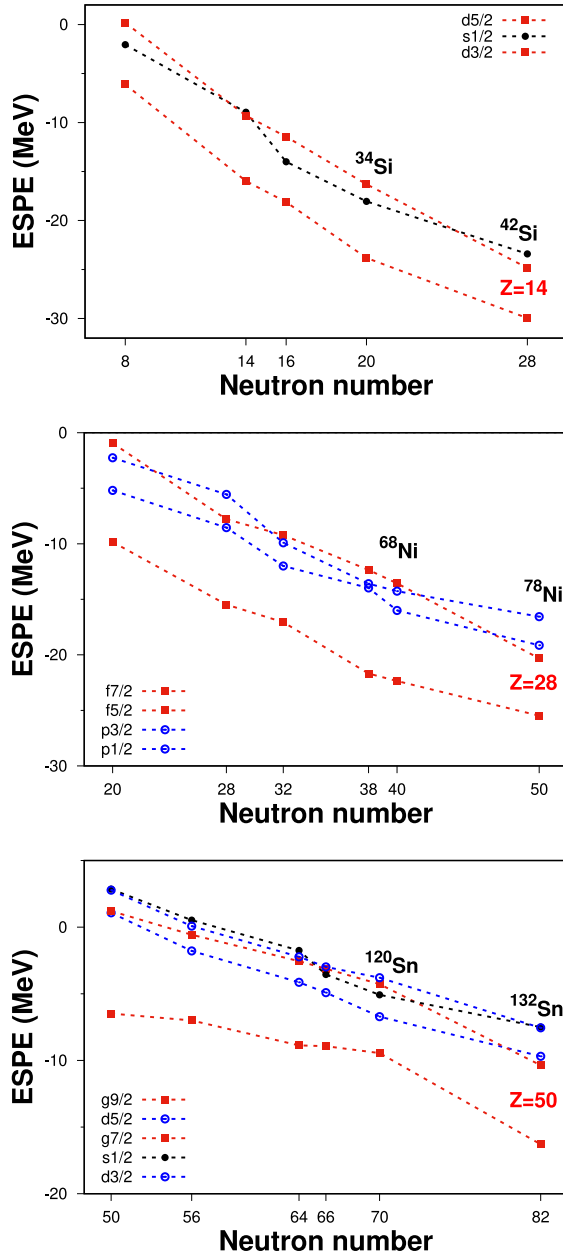 0
-10
-20
-30
ESPE (MeV)
d5/2
s1/2
d3/2
³⁴Si
⁴²Si
Z=14
8 14 16 20 28
Neutron number
0
-10
-20
-30
ESPE (MeV)
⁶⁸Ni
⁷⁸Ni
Z=28
f7/2
f5/2
p3/2
p1/2
20 28 32 38 40 50
Neutron number
0
-10
-20
ESPE (MeV)
¹²⁰Sn
¹³²Sn
Z=50
g9/2
d5/2
g7/2
s1/2
d3/2
50 56 64 66 70 82
Neutron number